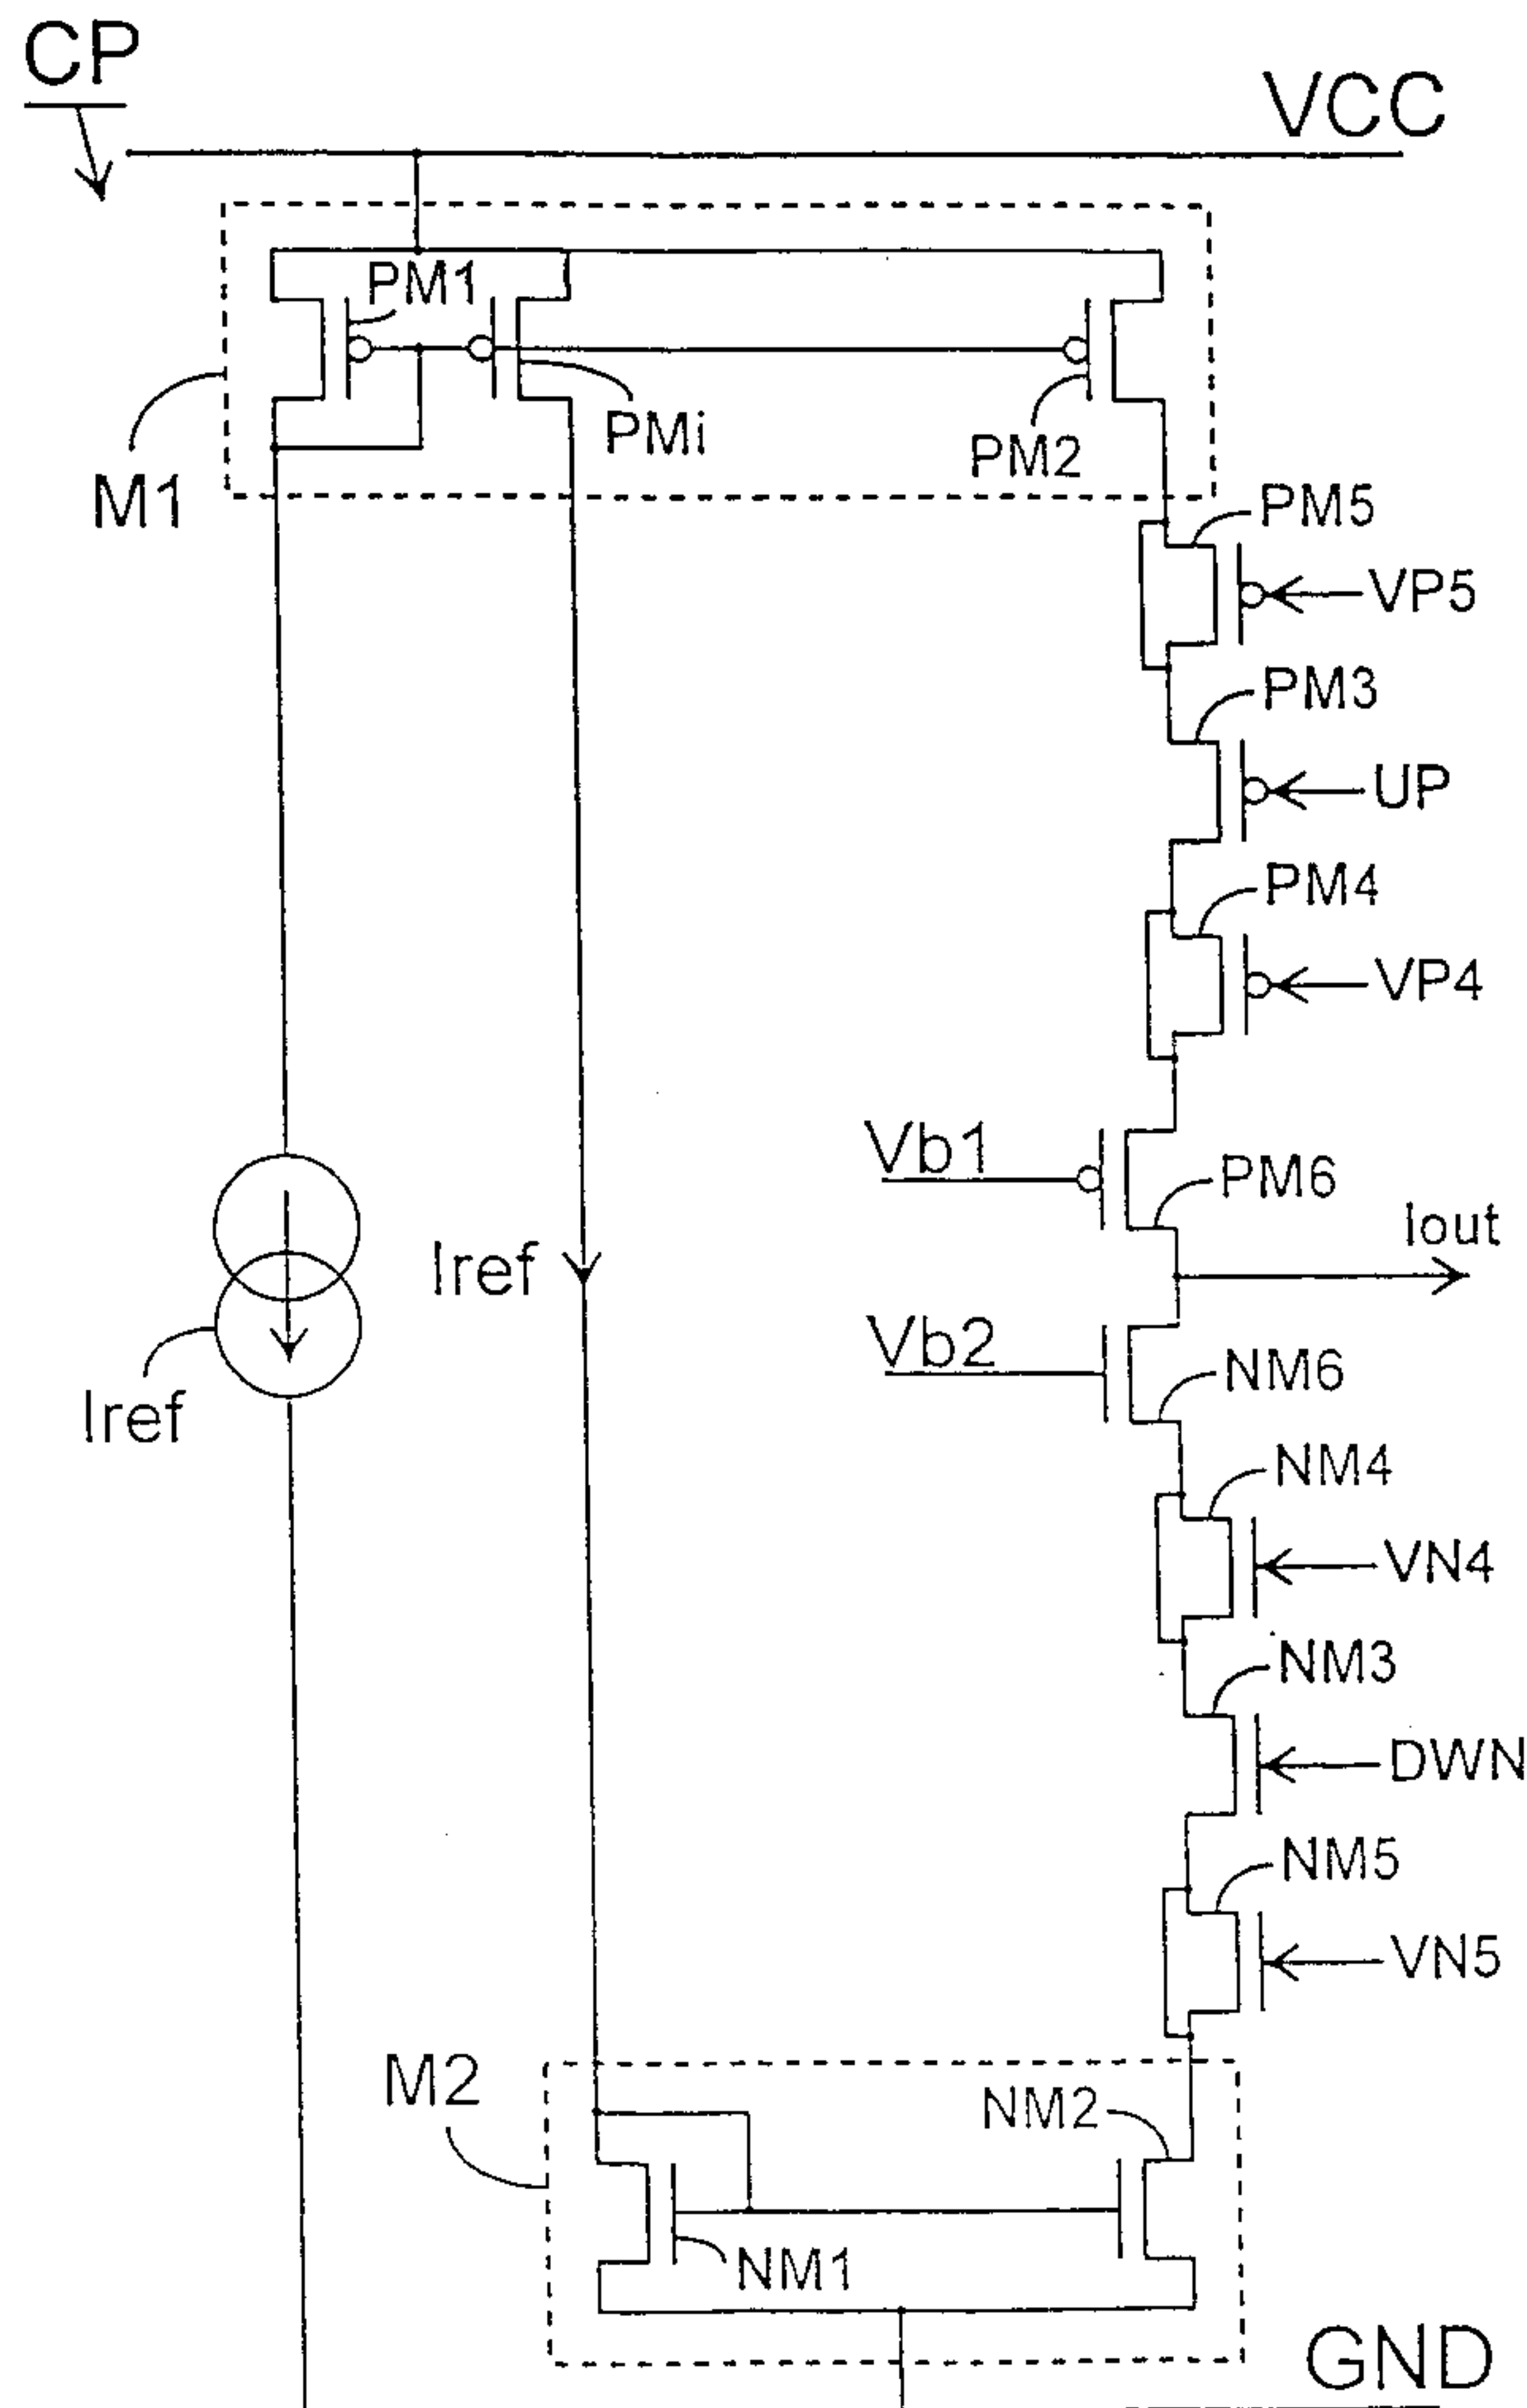 CP
VCC
PM1
PMi
PM2
M1
PM5
VP5
PM3
UP
PM4
VP4
Vb1
PM6
Iout
Iref
Iref
Vb2
NM6
NM4
VN4
NM3
DWN
NM5
VN5
M2
NM2
NM1
GND